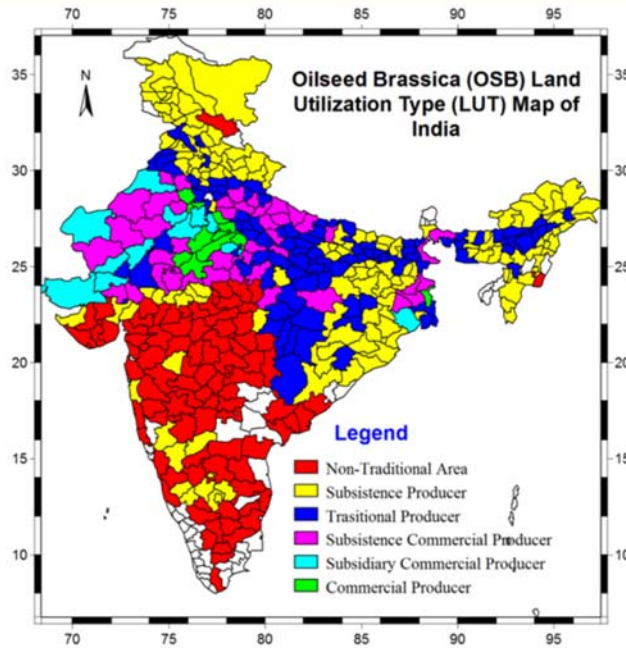 70 75 80 85 90 95
Oilseed Brassica (OSB) Land
Utilization Type (LUT) Map of
India
N
35
30
25
20
15
10
35
30
25
20
15
10
Legend
Non-Traditional Area
Subsistence Producer
Trasitional Producer
Subsistence Commercial Producer
Subsidiary Commercial Producer
Commercial Producer
70 75 80 85 90 95